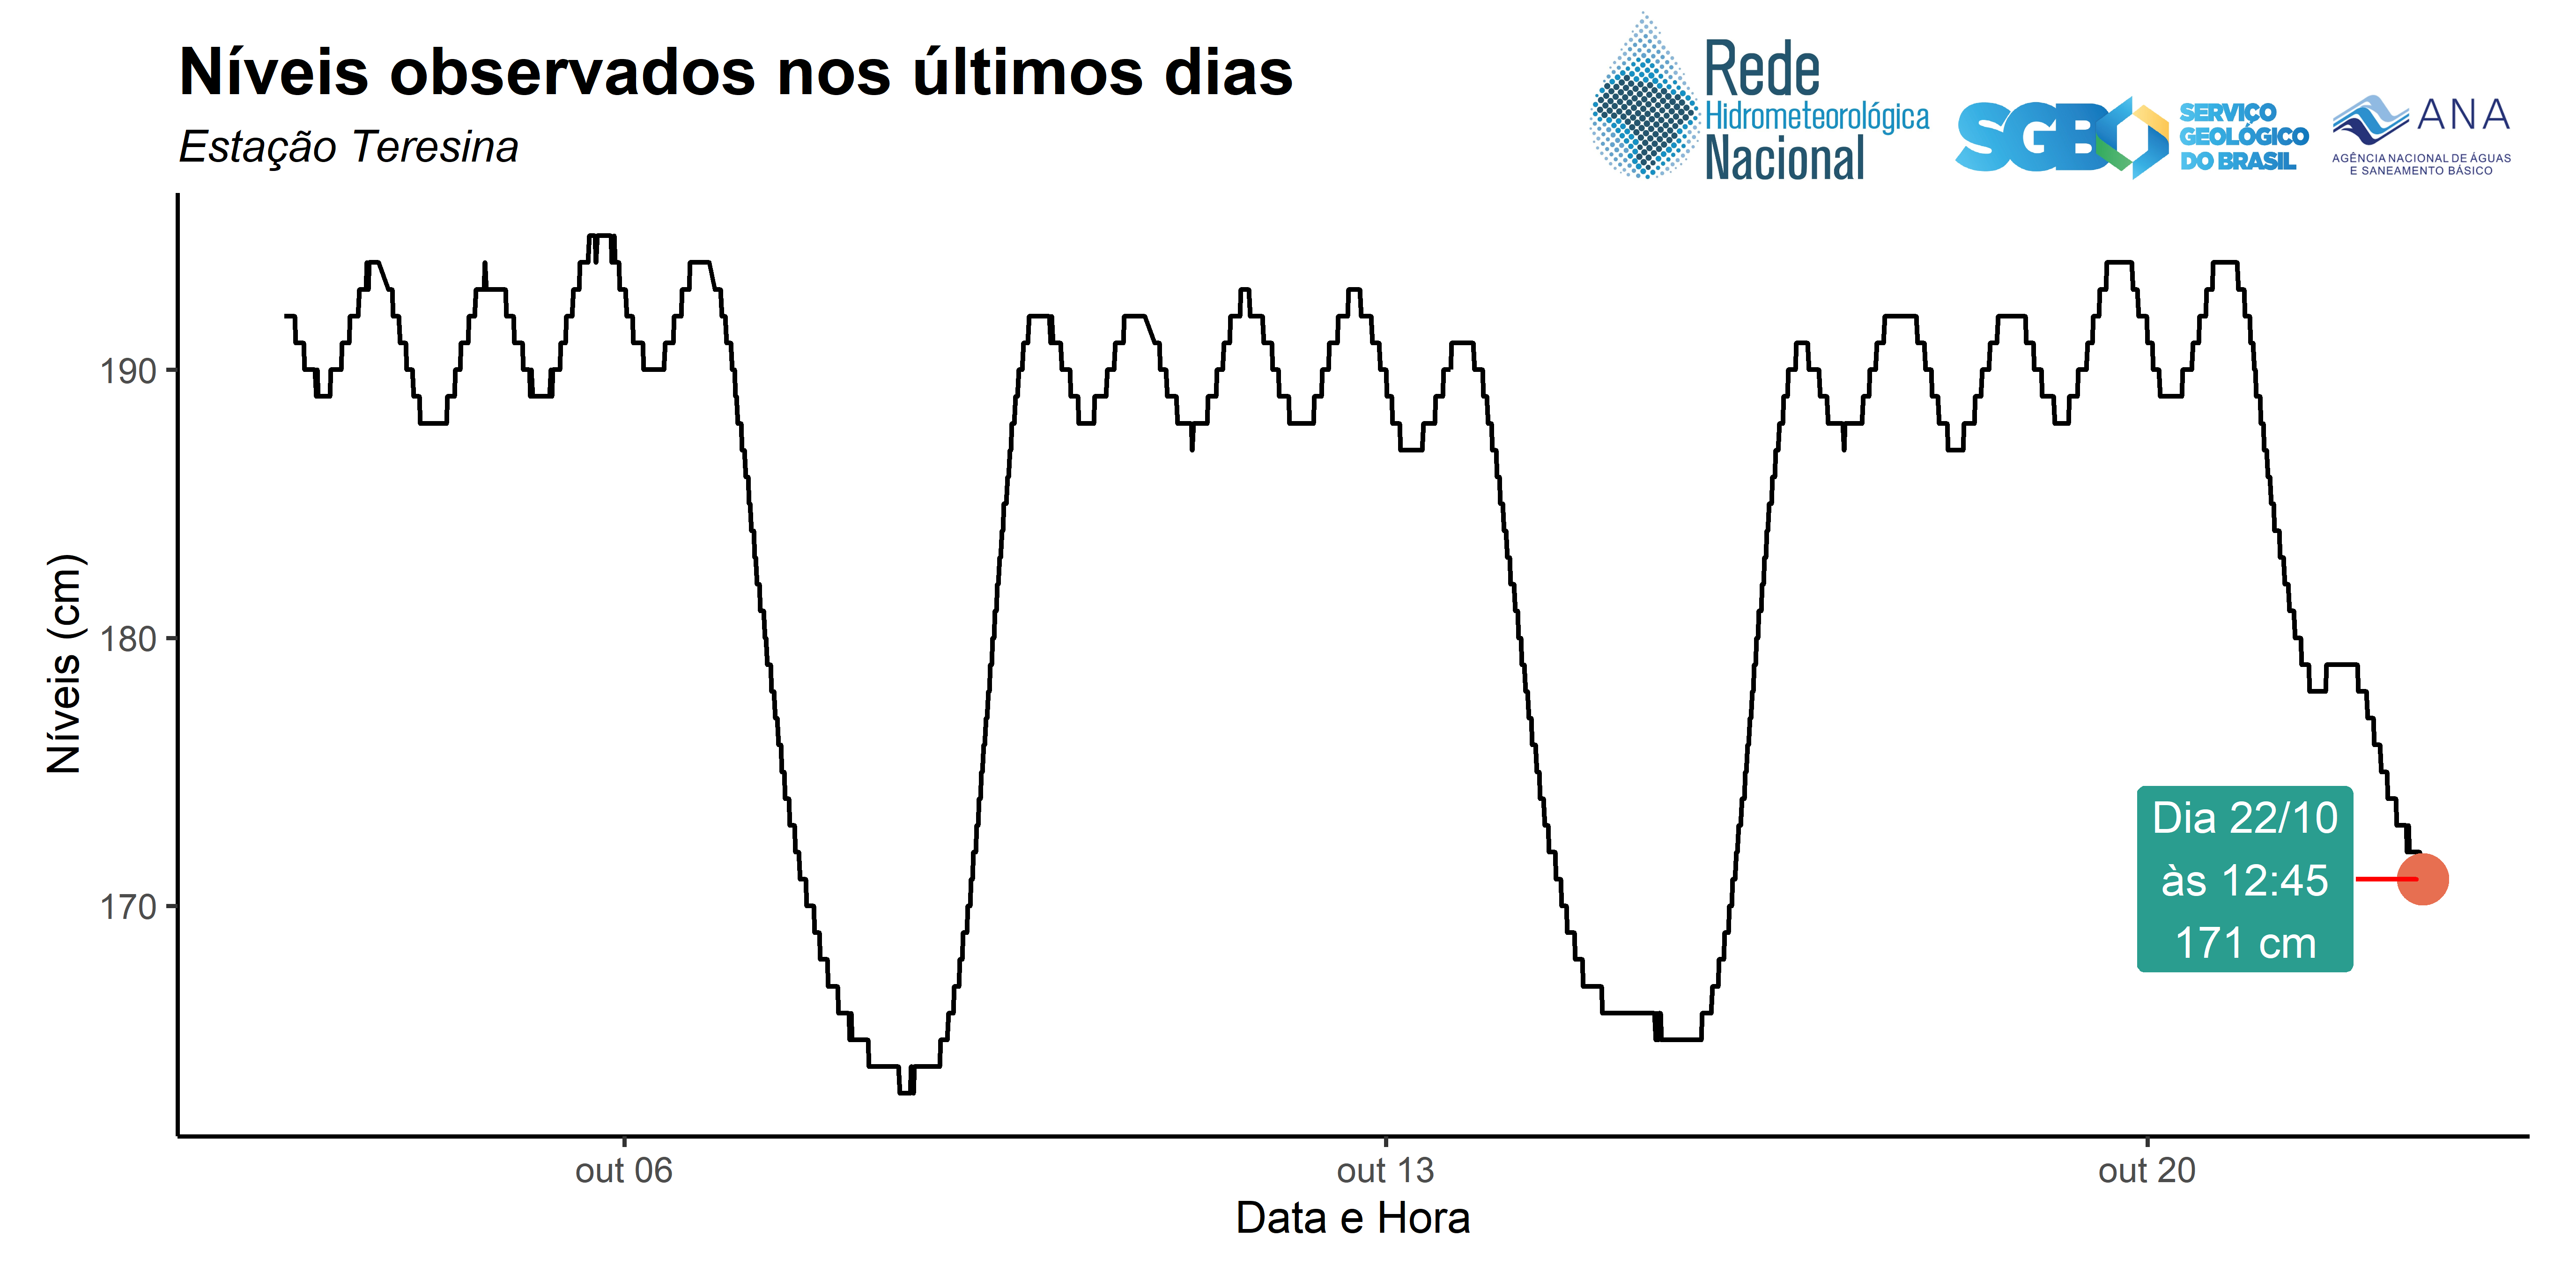 Níveis observados nos últimos dias
Estação Teresina
Rede
Hidrometeorológica
Nacional
SGB
SERVIÇO
GEOLÓGICO
DO BRASIL
ANA
AGÊNCIA NACIONAL DE ÁGUAS
E SANEAMENTO BÁSICO
Níveis (cm)
190
180
170
Dia 22/10
às 12:45
171 cm
out 06
out 13
out 20
Data e Hora